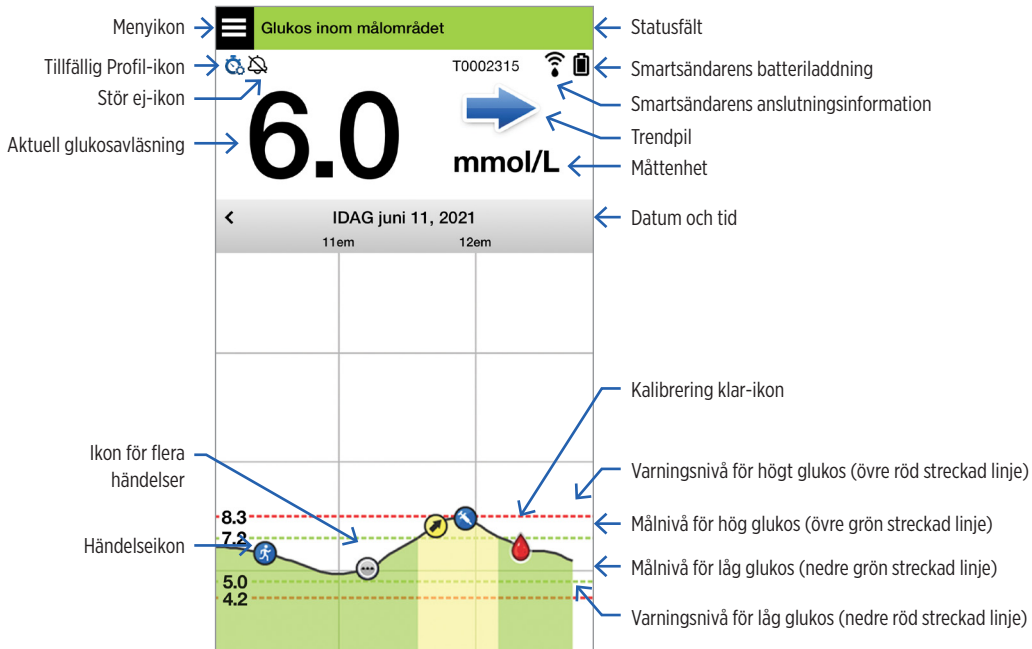 Menyikon
Glukos inom målområdet
Statusfält
Tillfällig Profil-ikon
T0002315
Smartsändarens batteriladdning
Stör ej-ikon
Smartsändarens anslutningsinformation
Aktuell glukosavläsning
6.0
Trendpil
mmol/L
Måttenhet
IDAG juni 11, 2021
Datum och tid
11em
12em
Kalibrering klar-ikon
Ikon för flera
händelser
Varningsnivå för högt glukos (övre röd streckad linje)
8.3
Målnivå för hög glukos (övre grön streckad linje)
7.2
Händelseikon
Målnivå för låg glukos (nedre grön streckad linje)
5.0
4.2
Varningsnivå för låg glukos (nedre röd streckad linje)